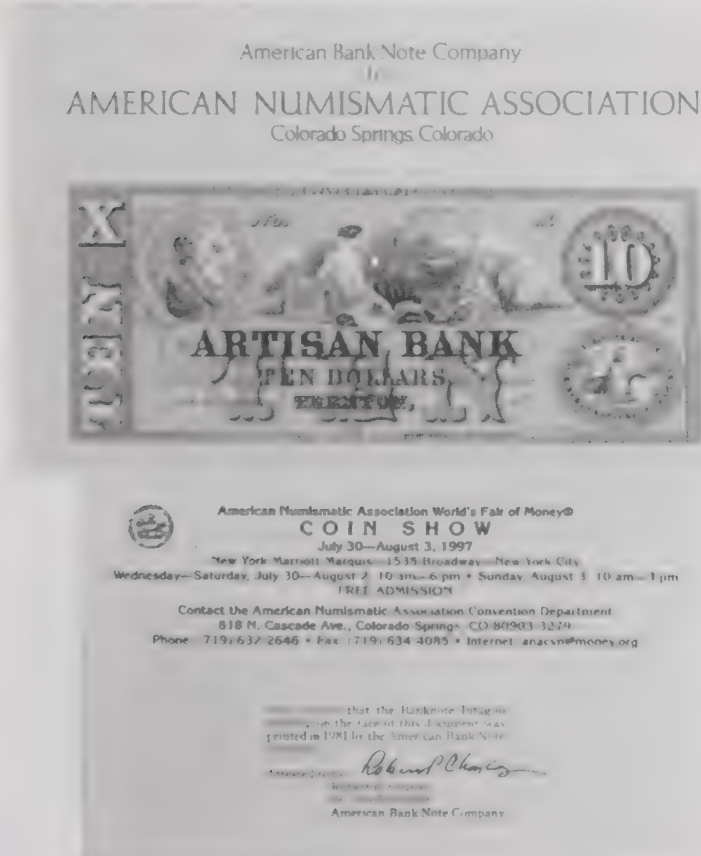 American Bank Note Company
for
AMERICAN NUMISMATIC ASSOCIATION
Colorado Springs, Colorado
TEN X
10
ARTISAN BANK
TEN DOLLARS
TRENTON,
American Numismatic Association World's Fair of Money®
COIN SHOW
July 30—August 3, 1997
New York Marriott Marquis—1535 Broadway—New York City
Wednesday—Saturday, July 30—August 2, 10 am—6 pm • Sunday, August 3, 10 am—3 pm
FREE ADMISSION
Contact the American Numismatic Association Convention Department
818 N. Cascade Ave., Colorado Springs, CO 80903-3279
Phone (719) 632-2646 • Fax (719) 634-4085 • Internet: anacvn@money.org
that the Banknote Intaglio
on the face of this document was
printed in 1981 by the American Bank Note
American Bank Note Company